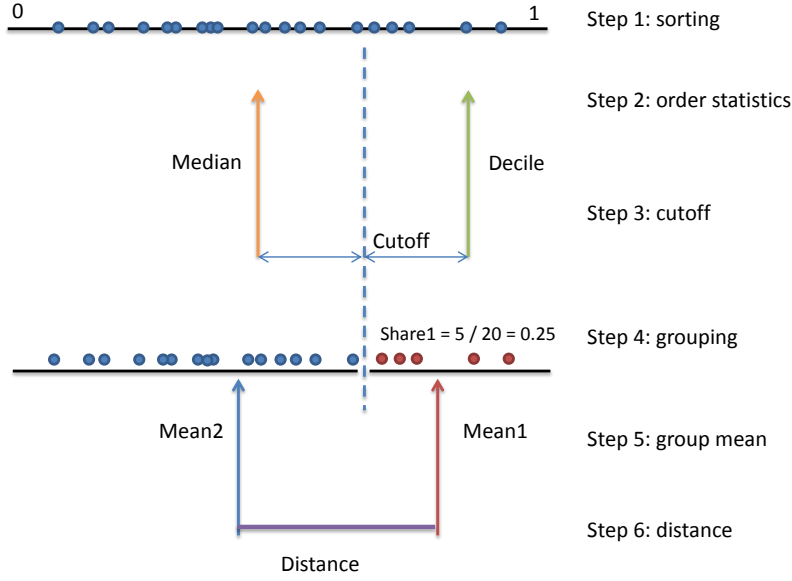 0
1
Step 1: sorting
Step 2: order statistics
Median
Decile
Step 3: cutoff
Cutoff
Share1 = 5 / 20 = 0.25
Step 4: grouping
Mean2
Mean1
Step 5: group mean
Step 6: distance
Distance